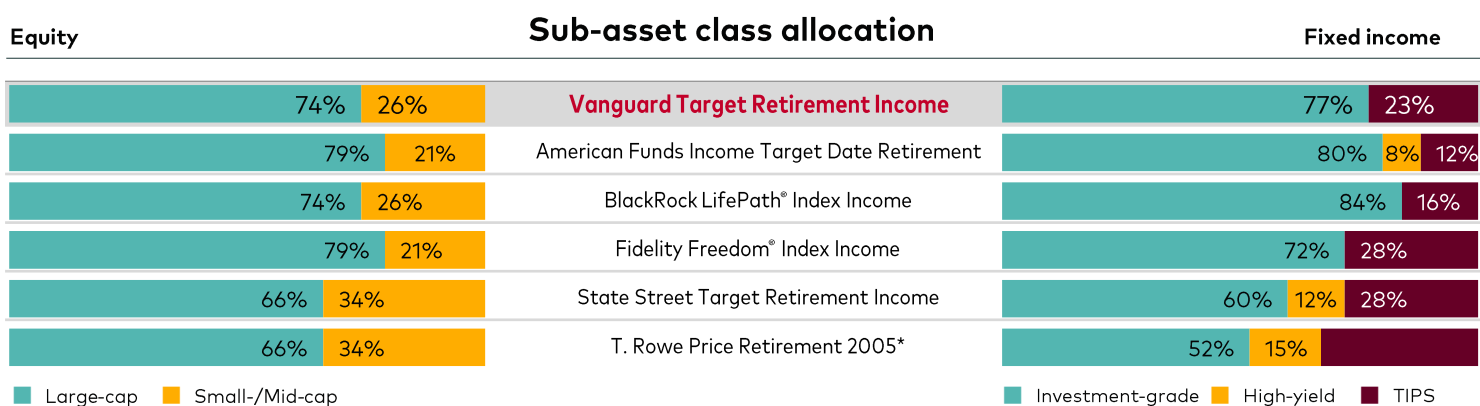 Sub-asset class allocation
Equity Fixed income
74% 26% Vanguard Target Retirement Income 77% 23%
79% 21% American Funds Income Target Date Retirement 80% 8% 12%
74% 26% BlackRock LifePath® Index Income 84% 16%
79% 21% Fidelity Freedom® Index Income 72% 28%
66% 34% State Street Target Retirement Income 60% 12% 28%
66% 34% T. Rowe Price Retirement 2005* 52% 15%
Large-cap Small-/Mid-cap Investment-grade High-yield TIPS